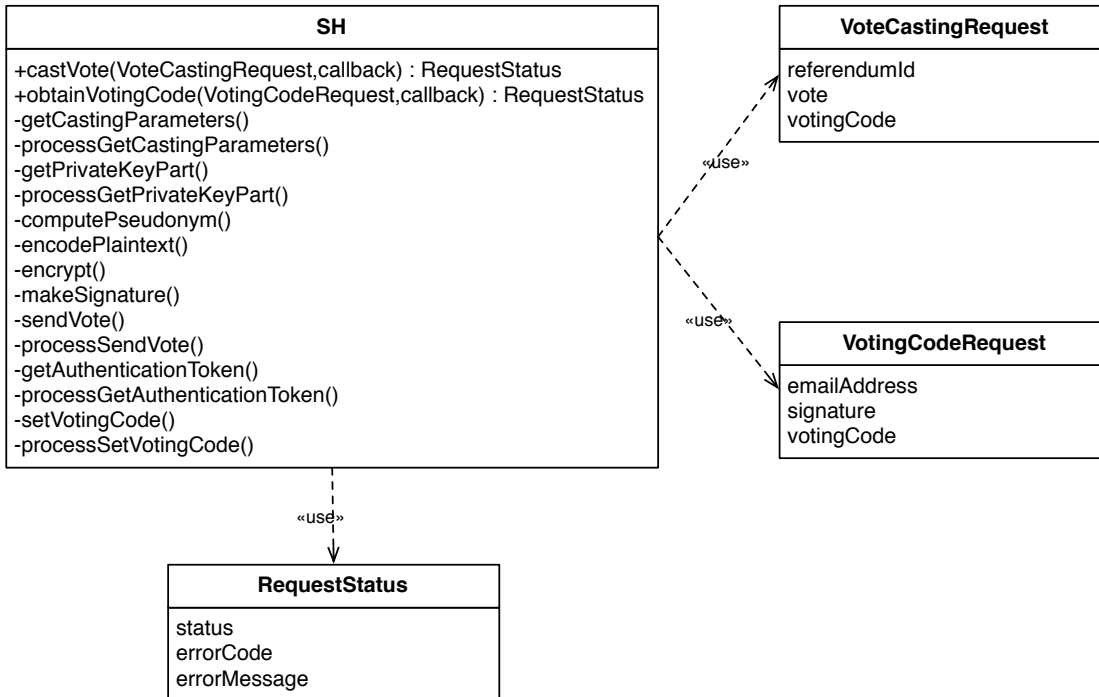 SH
+castVote(VoteCastingRequest,callback) : RequestStatus
+obtainVotingCode(VotingCodeRequest,callback) : RequestStatus
-getCastingParameters()
-processGetCastingParameters()
-getPrivateKeyPart()
-processGetPrivateKeyPart()
-computePseudonym()
-encodePlaintext()
-encrypt()
-makeSignature()
-sendVote()
-processSendVote()
-getAuthenticationToken()
-processGetAuthenticationToken()
-setVotingCode()
-processSetVotingCode()
VoteCastingRequest
referendumId
vote
votingCode
«use»
«use»
VotingCodeRequest
emailAddress
signature
votingCode
«use»
RequestStatus
status
errorCode
errorMessage